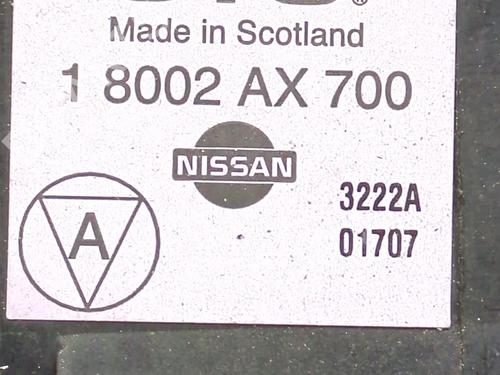 Made in Scotland
1 8002 AX 700
NISSAN
3222A
A
01707